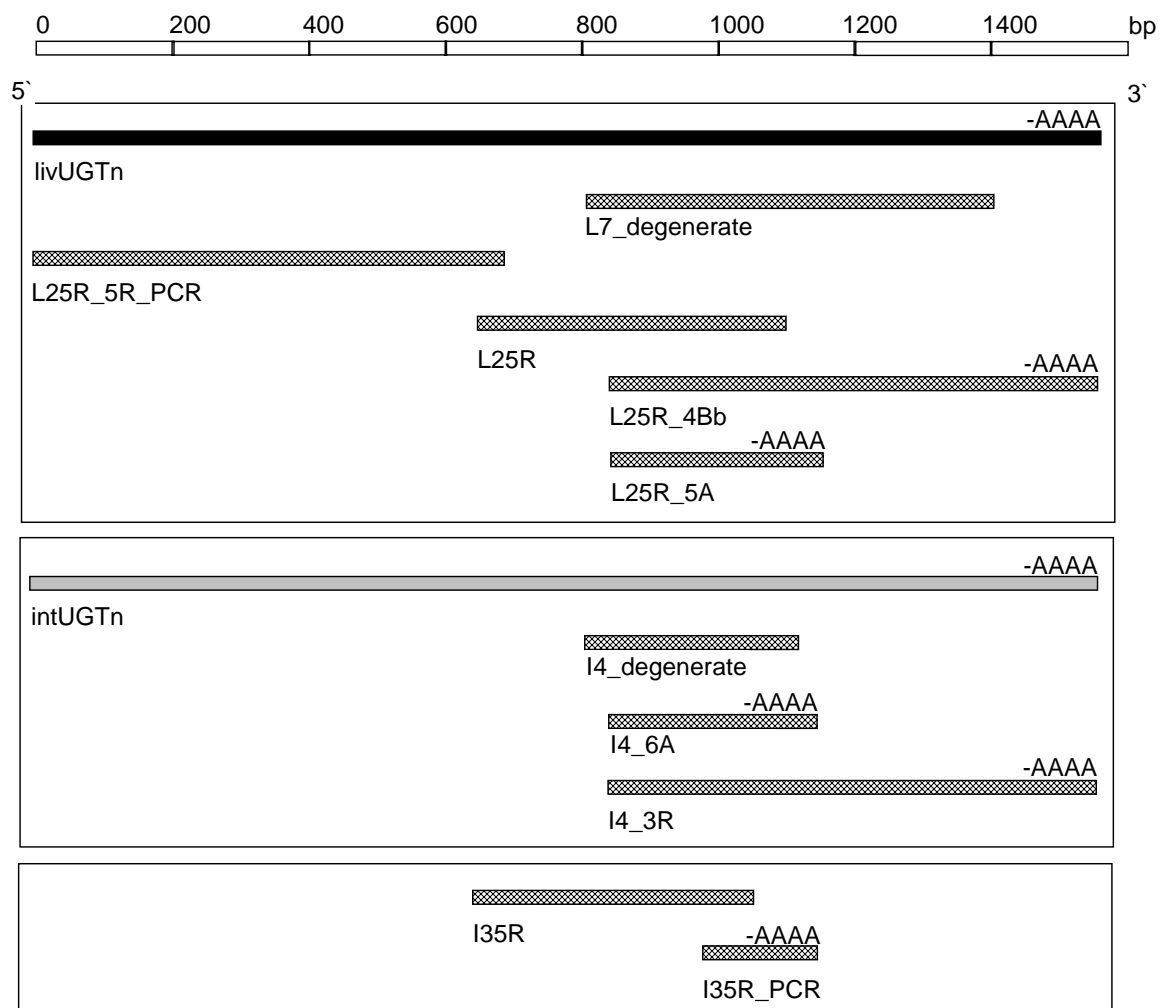 0 200 400 600 800 1000 1200 1400 bp
5` 3`
-AAAA
livUGTn
L7_degenerate
L25R_5R_PCR
L25R
-AAAA
L25R_4Bb
-AAAA
L25R_5A
-AAAA
intUGTn
I4_degenerate
-AAAA
I4_6A
-AAAA
I4_3R
I35R
-AAAA
I35R_PCR